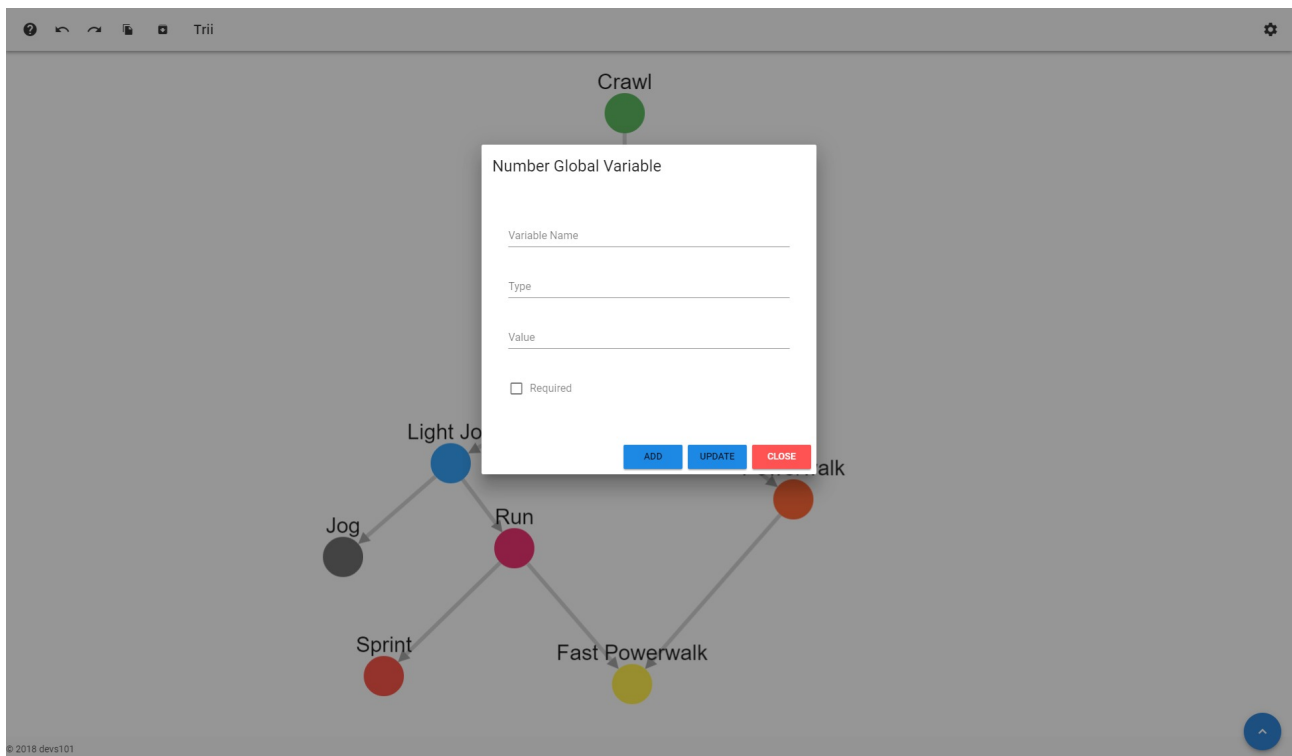 Trii
Crawl
Number Global Variable
Variable Name
Type
Value
Required
ADD UPDATE CLOSE
Light Jo
alk
Jog
Run
Sprint
Fast Powerwalk
© 2018 devs101